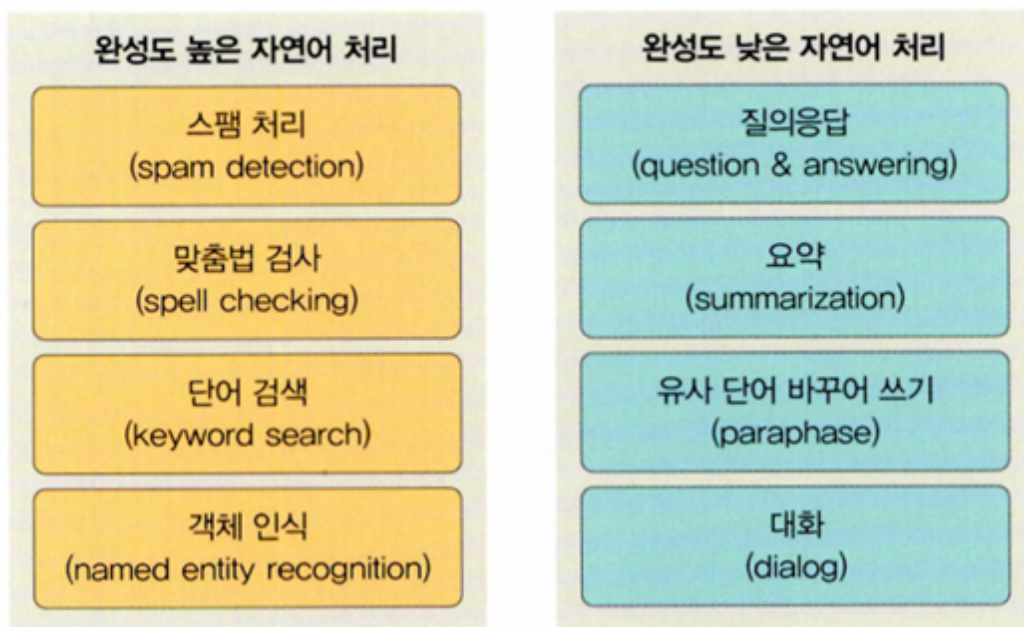 완성도 높은 자연어 처리
스팸 처리
(spam detection)
맞춤법 검사
(spell checking)
단어 검색
(keyword search)
객체 인식
(named entity recognition)
완성도 낮은 자연어 처리
질의응답
(question & answering)
요약
(summarization)
유사 단어 바꾸어 쓰기
(paraphase)
대화
(dialog)